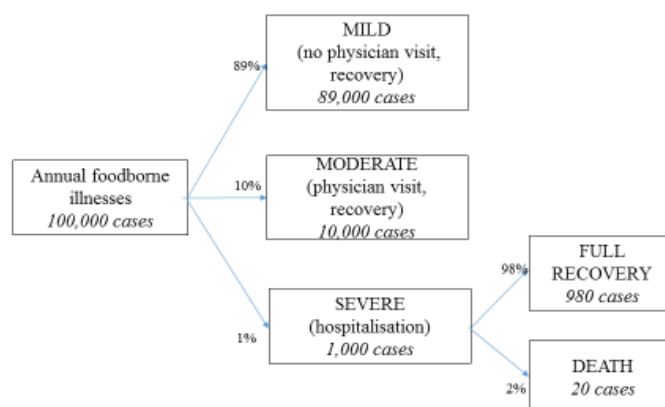 MILD
(no physician visit,
recovery)
89,000 cases
89%
Annual foodborne
illnesses
100,000 cases
10%
MODERATE
(physician visit,
recovery)
10,000 cases
1%
SEVERE
(hospitalisation)
1,000 cases
98%
FULL
RECOVERY
980 cases
2%
DEATH
20 cases